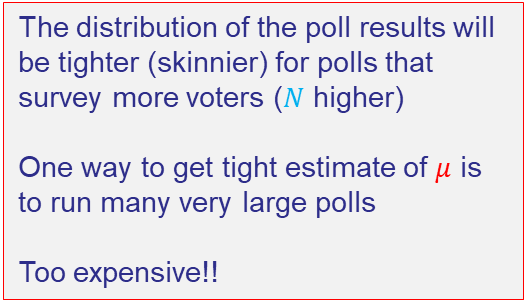 The distribution of the poll results will
be tighter (skinnier) for polls that
survey more voters (N higher)
One way to get tight estimate of μ is
to run many very large polls
Too expensive!!